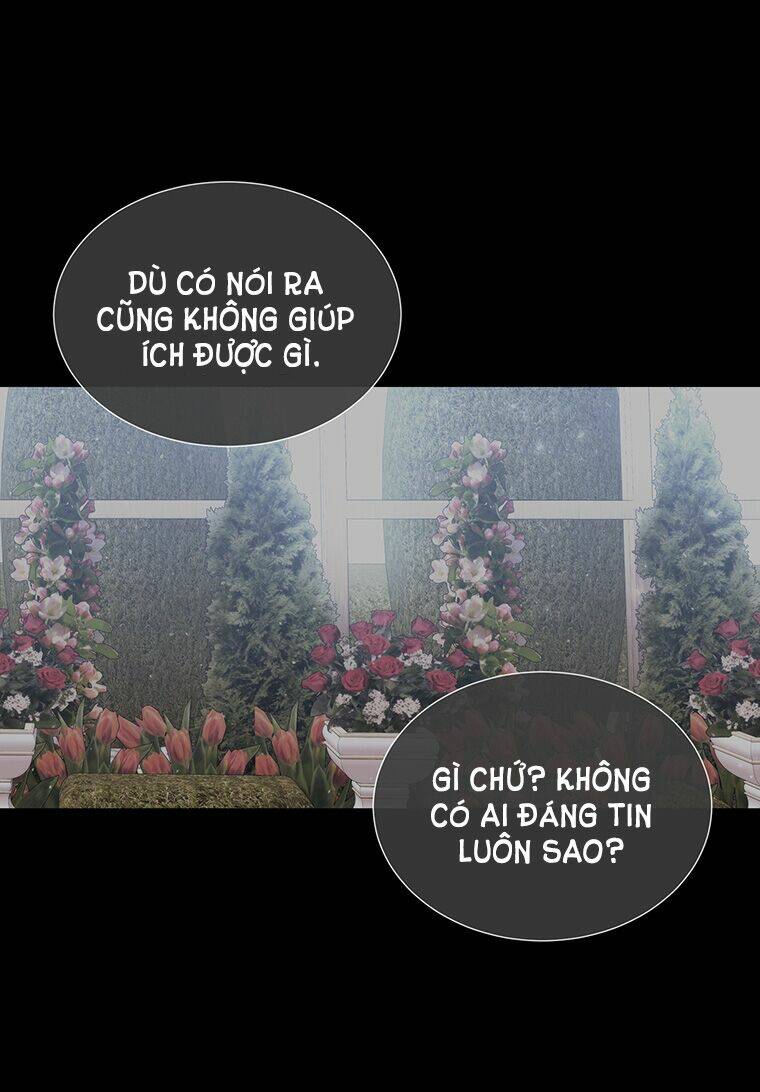 DÙ CÓ NÓI RA
CŨNG KHÔNG GIÚP
ÍCH ĐƯỢC GÌ.
GÌ CHỨ? KHÔNG
CÓ AI ĐÁNG TIN
LUÔN SAO?